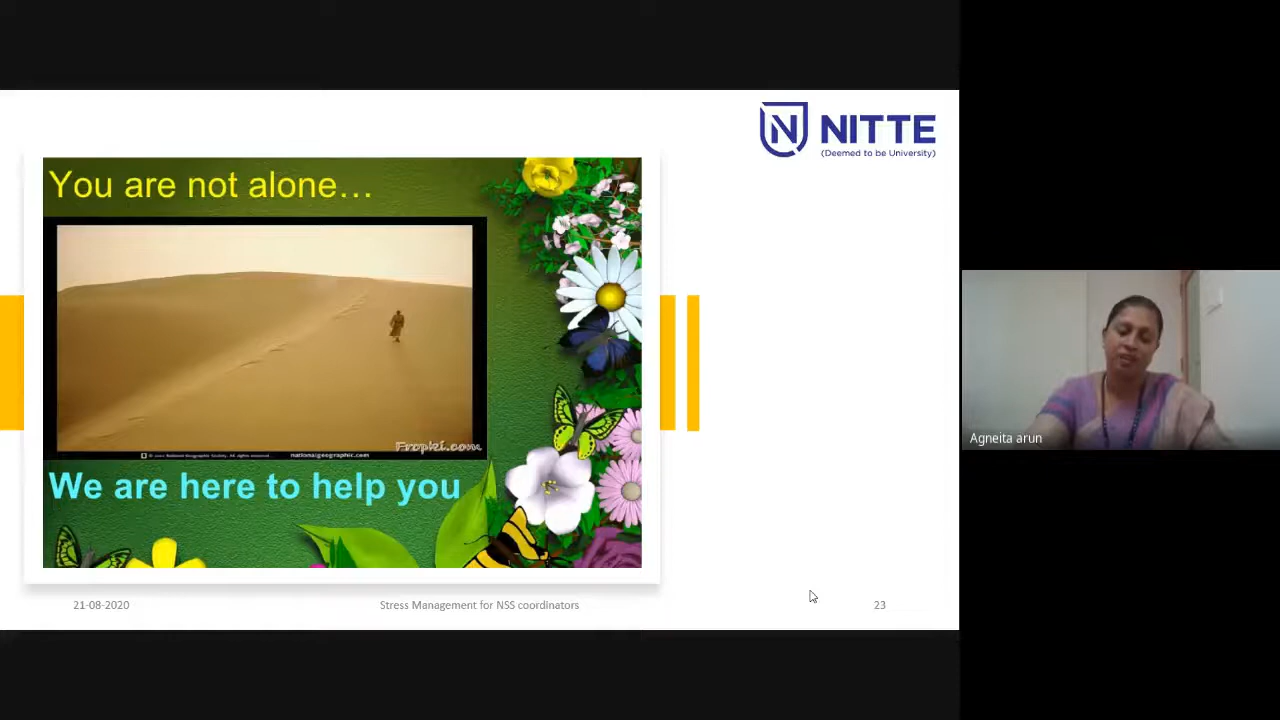 NITTE
(Deemed to be University)
You are not alone...
Fropki.com
nationalgeographic.com
We are here to help you
Agneita arun
21-08-2020
Stress Management for NSS coordinators
23